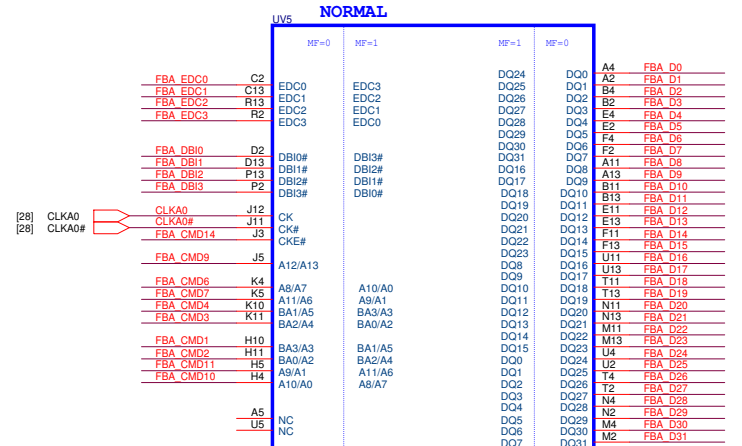 NORMAL
UV5
MF=0 MF=1 MF=1 MF=0
FBA_EDC0 C2 EDC0 EDC3
FBA_EDC1 C13 EDC1 EDC2
FBA_EDC2 R13 EDC2 EDC1
FBA_EDC3 R2 EDC3 EDC0
FBA_DBI0 D2 DBI0# DBI3#
FBA_DBI1 D13 DBI1# DBI2#
FBA_DBI2 P13 DBI2# DBI1#
FBA_DBI3 P2 DBI3# DBI0#
[28] CLKA0 CLKA0 J12 CK
[28] CLKA0# CLKA0# J11 CK#
FBA_CMD14 J3 CKE#
FBA_CMD9 J5 A12/A13
FBA_CMD6 K4 A8/A7 A10/A0
FBA_CMD7 K5 A11/A6 A9/A1
FBA_CMD4 K10 BA1/A5 BA3/A3
FBA_CMD3 K11 BA2/A4 BA0/A2
FBA_CMD1 H10 BA3/A3 BA1/A5
FBA_CMD2 H11 BA0/A2 BA2/A4
FBA_CMD11 H5 A9/A1 A11/A6
FBA_CMD10 H4 A10/A0 A8/A7
A5 NC
U5 NC
DQ24 DQ0 A4 FBA_D0
DQ25 DQ1 A2 FBA_D1
DQ26 DQ2 B4 FBA_D2
DQ27 DQ3 B2 FBA_D3
DQ28 DQ4 E4 FBA_D4
DQ29 DQ5 E2 FBA_D5
DQ30 DQ6 F4 FBA_D6
DQ31 DQ7 F2 FBA_D7
DQ16 DQ8 A11 FBA_D8
DQ17 DQ9 A13 FBA_D9
DQ18 DQ10 B11 FBA_D10
DQ19 DQ11 B13 FBA_D11
DQ20 DQ12 E11 FBA_D12
DQ21 DQ13 E13 FBA_D13
DQ22 DQ14 F11 FBA_D14
DQ23 DQ15 F13 FBA_D15
DQ8 DQ16 U11 FBA_D16
DQ9 DQ17 U13 FBA_D17
DQ10 DQ18 T11 FBA_D18
DQ11 DQ19 T13 FBA_D19
DQ12 DQ20 N11 FBA_D20
DQ13 DQ21 N13 FBA_D21
DQ14 DQ22 M11 FBA_D22
DQ15 DQ23 M13 FBA_D23
DQ0 DQ24 U4 FBA_D24
DQ1 DQ25 U2 FBA_D25
DQ2 DQ26 T4 FBA_D26
DQ3 DQ27 T2 FBA_D27
DQ4 DQ28 N4 FBA_D28
DQ5 DQ29 N2 FBA_D29
DQ6 DQ30 M4 FBA_D30
DQ7 DQ31 M2 FBA_D31